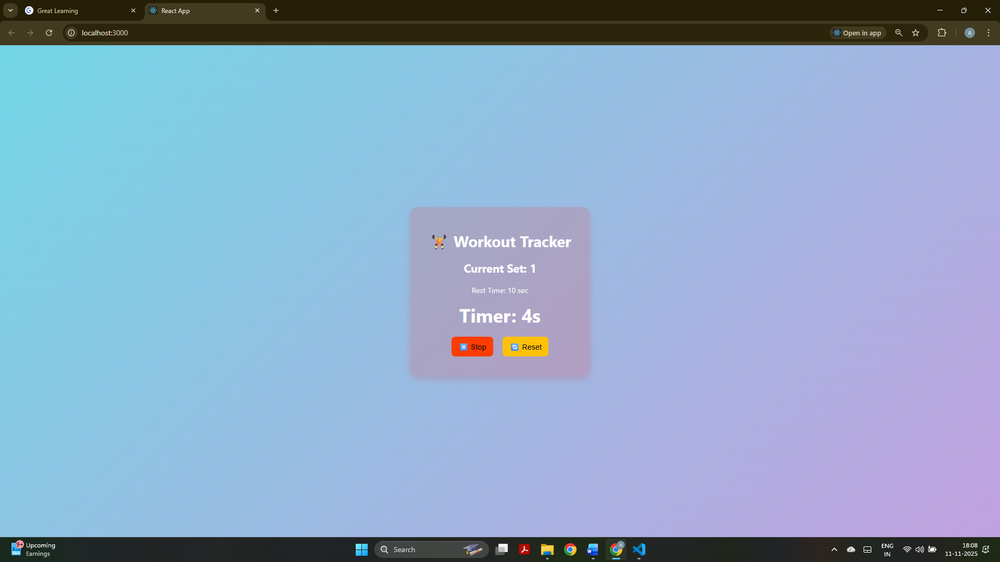 Great Learning
React App
localhost:3000
Open in app
A
🏋️ Workout Tracker
Current Set: 1
Rest Time: 10 sec
Timer: 4s
⏸️ Stop
🔄 Reset
9+
Upcoming
Earnings
Search
A
ENG
IN
18:08
11-11-2025